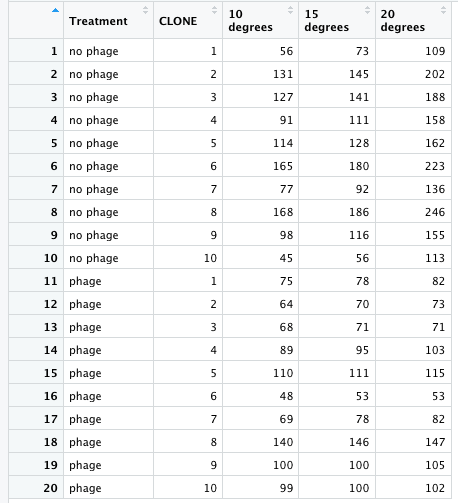 Treatment CLONE 10 degrees 15 degrees 20 degrees
1 no phage 1 56 73 109
2 no phage 2 131 145 202
3 no phage 3 127 141 188
4 no phage 4 91 111 158
5 no phage 5 114 128 162
6 no phage 6 165 180 223
7 no phage 7 77 92 136
8 no phage 8 168 186 246
9 no phage 9 98 116 155
10 no phage 10 45 56 113
11 phage 1 75 78 82
12 phage 2 64 70 73
13 phage 3 68 71 71
14 phage 4 89 95 103
15 phage 5 110 111 115
16 phage 6 48 53 53
17 phage 7 69 78 82
18 phage 8 140 146 147
19 phage 9 100 100 105
20 phage 10 99 100 102